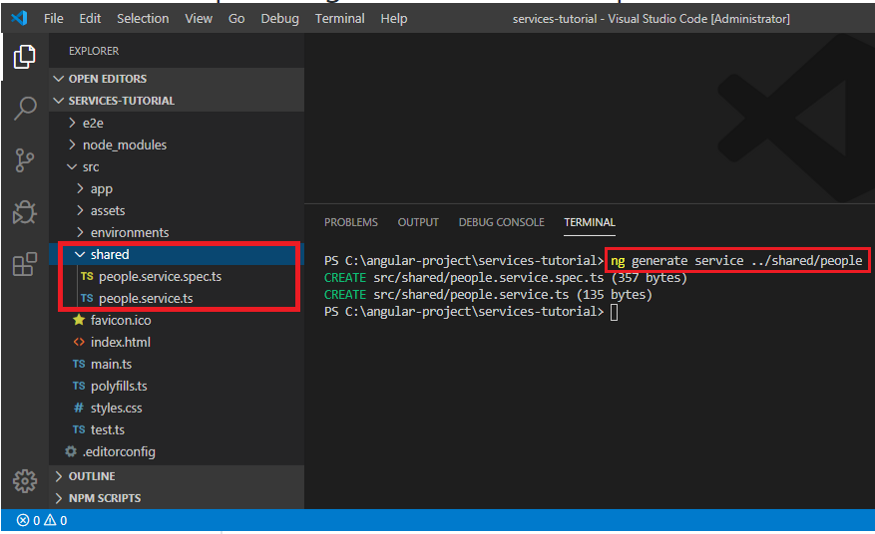 File Edit Selection View Go Debug Terminal Help services-tutorial - Visual Studio Code [Administrator]
EXPLORER
OPEN EDITORS
SERVICES-TUTORIAL
e2e
node_modules
src
app
assets
environments
shared
TS people.service.spec.ts
TS people.service.ts
favicon.ico
<> index.html
TS main.ts
TS polyfills.ts
# styles.css
TS test.ts
.editorconfig
OUTLINE
NPM SCRIPTS
PROBLEMS OUTPUT DEBUG CONSOLE TERMINAL
PS C:\angular-project\services-tutorial> ng generate service ../shared/people
CREATE src/shared/people.service.spec.ts (357 bytes)
CREATE src/shared/people.service.ts (135 bytes)
PS C:\angular-project\services-tutorial>
0 0